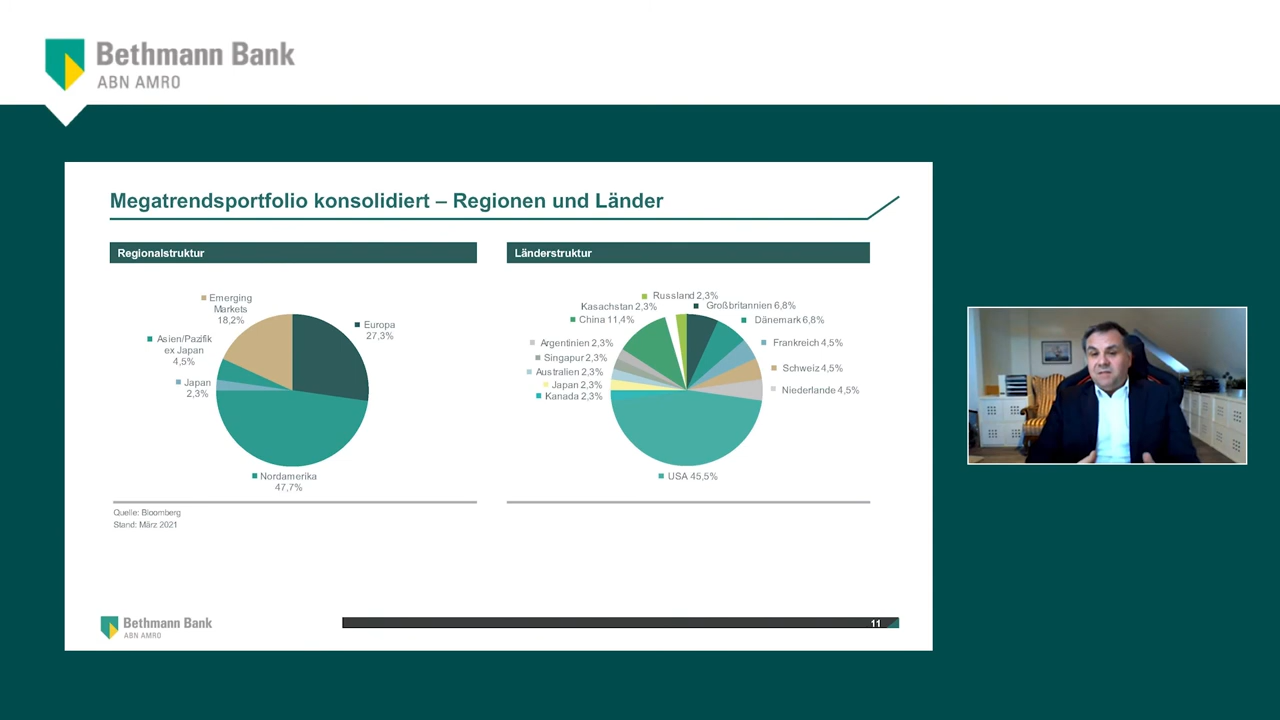 Bethmann Bank
ABN AMRO
Megatrendsportfolio konsolidiert – Regionen und Länder
Regionalstruktur
Emerging
Markets
18,2%
Europa
27,3%
Asien/Pazifik
ex Japan
4,5%
Japan
2,3%
Nordamerika
47,7%
Quelle: Bloomberg
Stand: März 2021
Länderstruktur
Russland 2,3%
Kasachstan 2,3%
Großbritannien 6,8%
China 11,4%
Dänemark 6,8%
Argentinien 2,3%
Frankreich 4,5%
Singapur 2,3%
Schweiz 4,5%
Australien 2,3%
Japan 2,3%
Niederlande 4,5%
Kanada 2,3%
USA 45,5%
Bethmann Bank
ABN AMRO
11